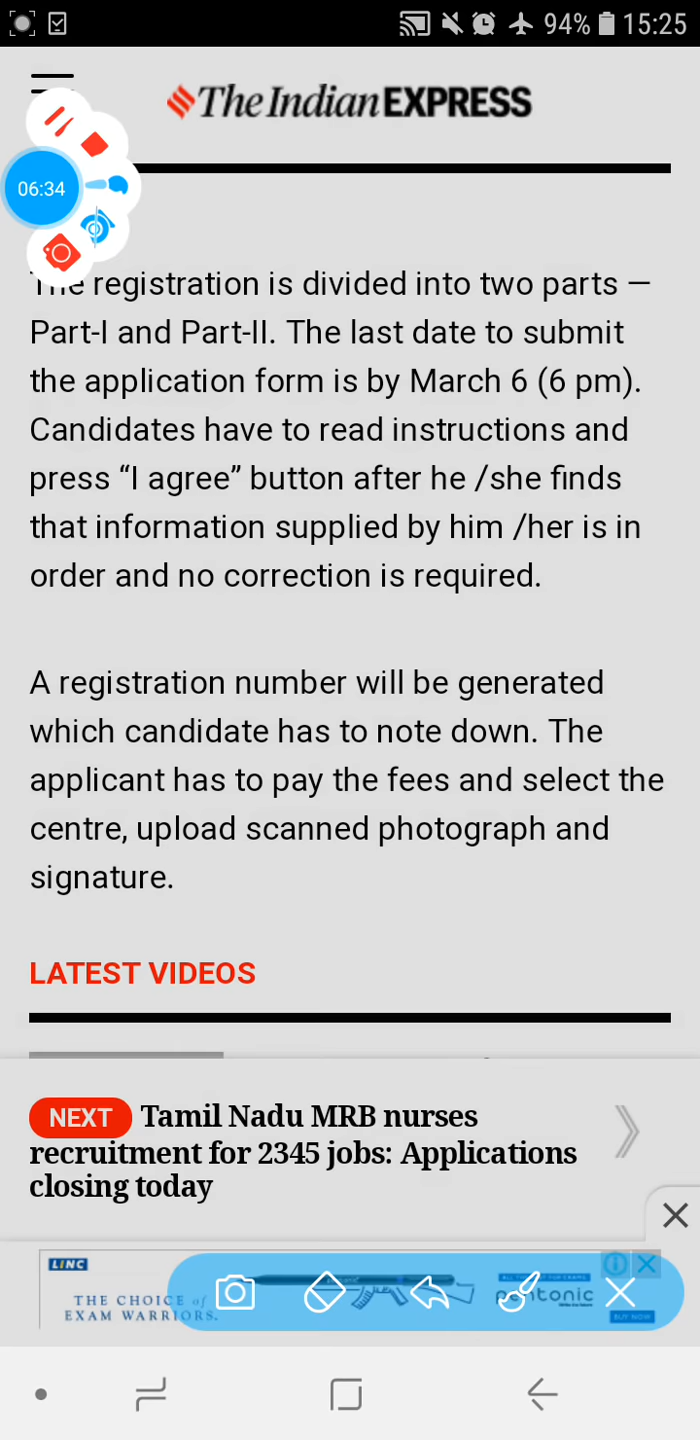 94% 15:25
The Indian EXPRESS
06:34
The registration is divided into two parts —
Part-I and Part-II. The last date to submit
the application form is by March 6 (6 pm).
Candidates have to read instructions and
press “I agree” button after he /she finds
that information supplied by him /her is in
order and no correction is required.
A registration number will be generated
which candidate has to note down. The
applicant has to pay the fees and select the
centre, upload scanned photograph and
signature.
LATEST VIDEOS
NEXT Tamil Nadu MRB nurses
recruitment for 2345 jobs: Applications
closing today
LINC
THE CHOICE of
EXAM WARRIORS.
pentonic
BUY NOW